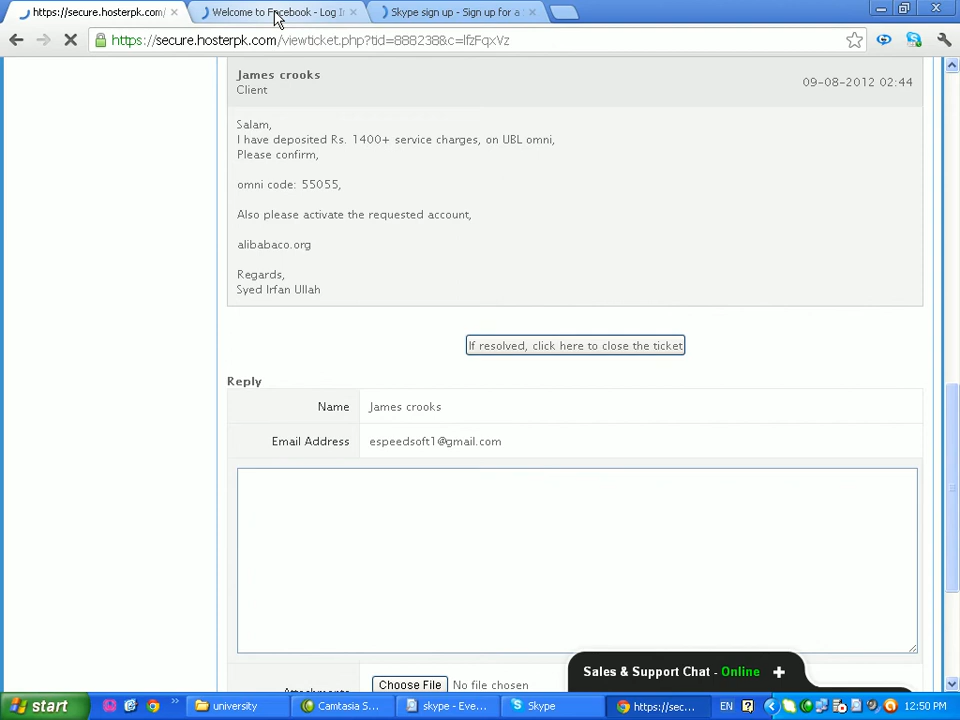 https://secure.hosterpk.com/
Welcome to Facebook - Log In
Skype sign up - Sign up for a
https://secure.hosterpk.com/viewticket.php?tid=888238&c=lfzFqxVz
James crooks
Client
09-08-2012 02:44
Salam,
I have deposited Rs. 1400+ service charges, on UBL omni,
Please confirm,
omni code: 55055,
Also please activate the requested account,
alibabaco.org
Regards,
Syed Irfan Ullah
If resolved, click here to close the ticket
Reply
Name
James crooks
Email Address
espeedsoft1@gmail.com
Sales & Support Chat - Online +
Choose File No file chosen
start
university
Camtasia S...
skype - Eve...
Skype
https://sec...
EN
12:50 PM